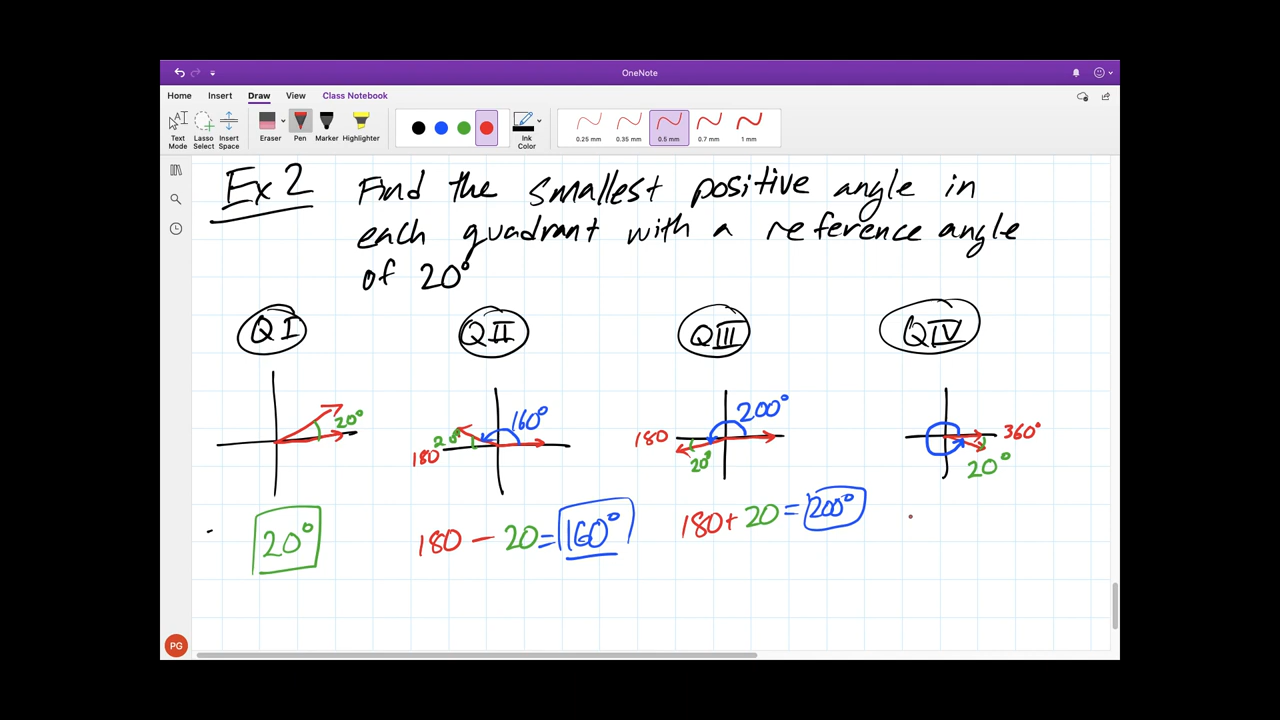 OneNote
Home Insert Draw View Class Notebook
Text Mode
Lasso Select
Insert Space
Eraser
Pen
Marker
Highlighter
Ink Color
0.25 mm 0.35 mm 0.5 mm 0.7 mm 1 mm
Ex 2 Find the smallest positive angle in
each quadrant with a reference angle
of 20°
QI QII QIII QIV
20°
20° 160°
180
180 200°
20°
360°
20°
20°
180 - 20 = 160°
180 + 20 = 200°
PG